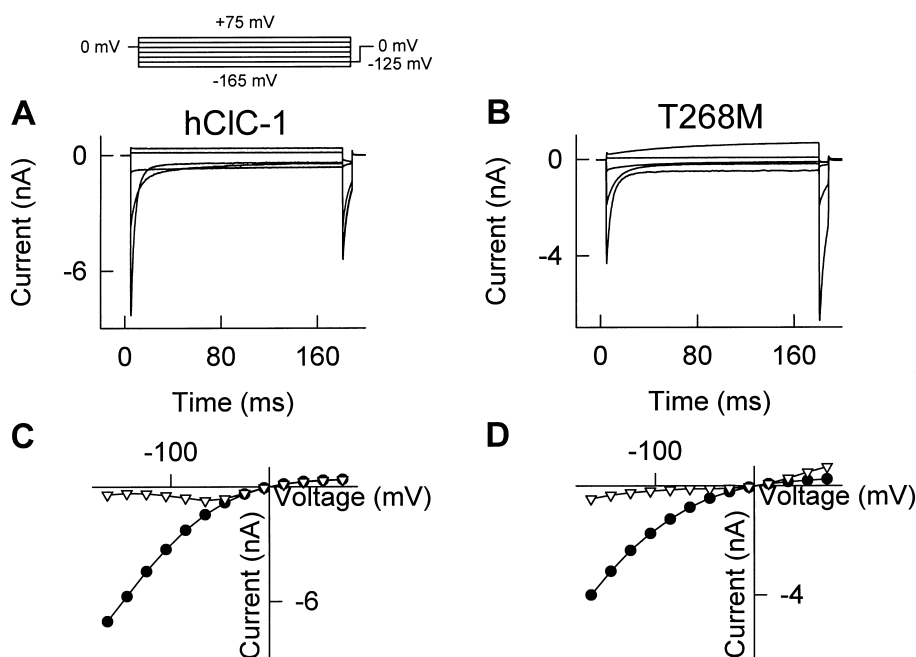 +75 mV
0 mV
0 mV
-125 mV
-165 mV
A
hClC-1
B
T268M
0
-6
Current (nA)
0
-4
Current (nA)
0 80 160
Time (ms)
0 80 160
Time (ms)
C
-100
Voltage (mV)
Current (nA)
-6
D
-100
Voltage (mV)
Current (nA)
-4